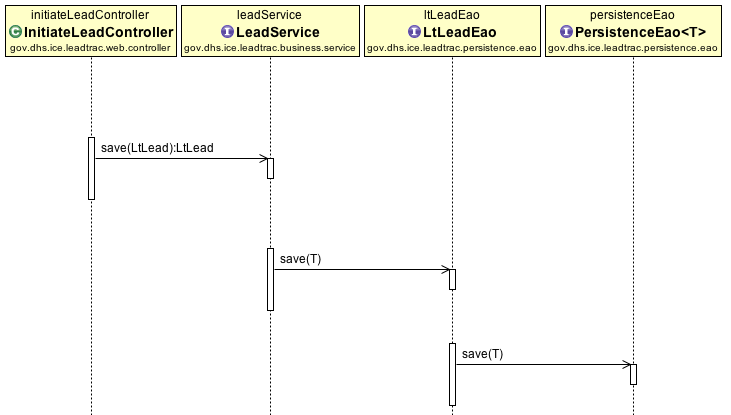 initiateLeadController
InitiateLeadController
gov.dhs.ice.leadtrac.web.controller
leadService
LeadService
gov.dhs.ice.leadtrac.business.service
ltLeadEao
LtLeadEao
gov.dhs.ice.leadtrac.persistence.eao
persistenceEao
PersistenceEao<T>
gov.dhs.ice.leadtrac.persistence.eao
save(LtLead):LtLead
save(T)
save(T)